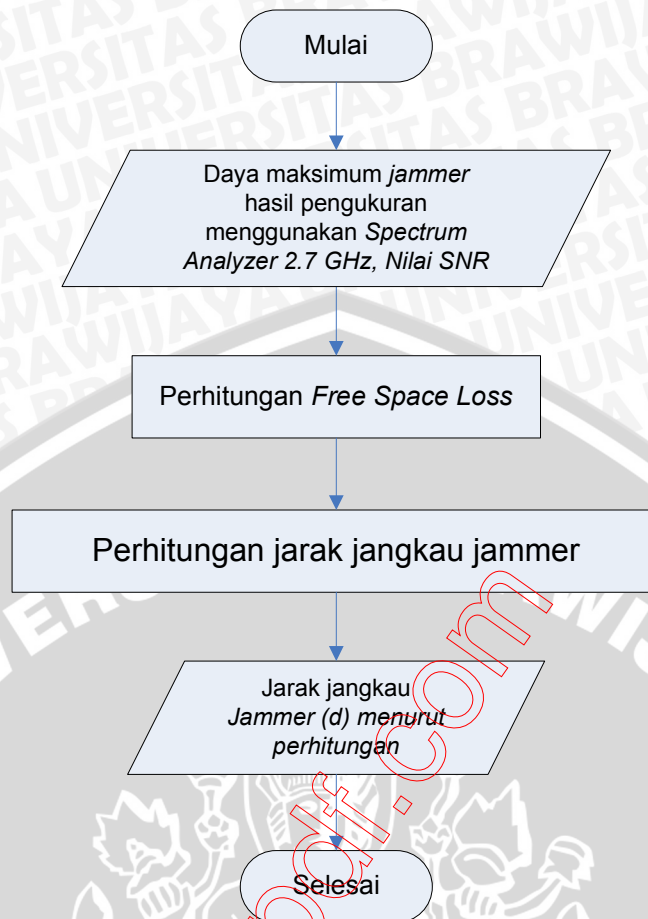 Mulai
Daya maksimum jammer
hasil pengukuran
menggunakan Spectrum
Analyzer 2.7 GHz, Nilai SNR
Perhitungan Free Space Loss
Perhitungan jarak jangkau jammer
Jarak jangkau
Jammer (d) menurut
perhitungan
Selesai